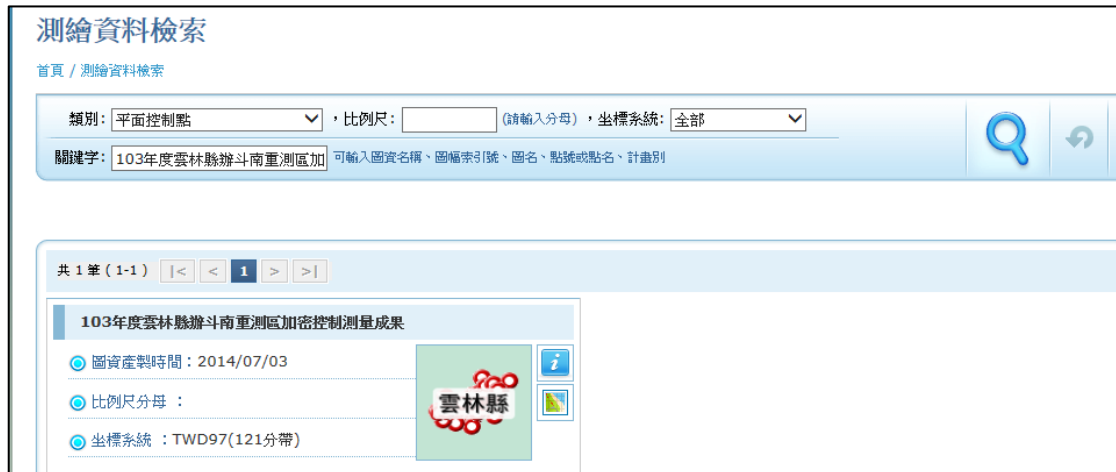 測繪資料檢索
首頁 / 測繪資料檢索
類別: 平面控制點 ，比例尺: (請輸入分母) ，坐標系統: 全部
關鍵字: 103年度雲林縣辦斗南重測區加 可輸入圖資名稱、圖幅索引號、圖名、點號或點名、計畫別
共 1 筆 ( 1-1 ) |< < 1 > >|
103年度雲林縣辦斗南重測區加密控制測量成果
圖資產製時間：2014/07/03
比例尺分母 ：
坐標系統 ：TWD97(121分帶)
雲林縣